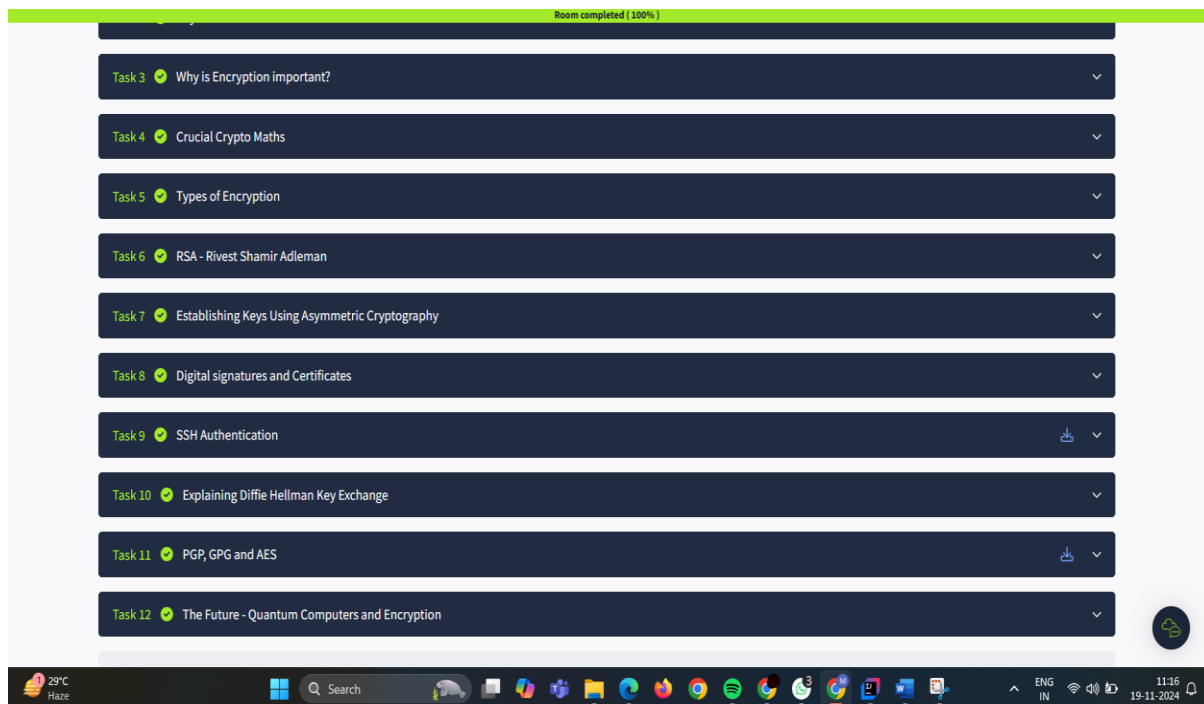 Room completed ( 100% )
Task 3 Why is Encryption important?
Task 4 Crucial Crypto Maths
Task 5 Types of Encryption
Task 6 RSA - Rivest Shamir Adleman
Task 7 Establishing Keys Using Asymmetric Cryptography
Task 8 Digital signatures and Certificates
Task 9 SSH Authentication
Task 10 Explaining Diffie Hellman Key Exchange
Task 11 PGP, GPG and AES
Task 12 The Future - Quantum Computers and Encryption
1 29°C
Haze
Search
3
ENG
IN
11:16
19-11-2024